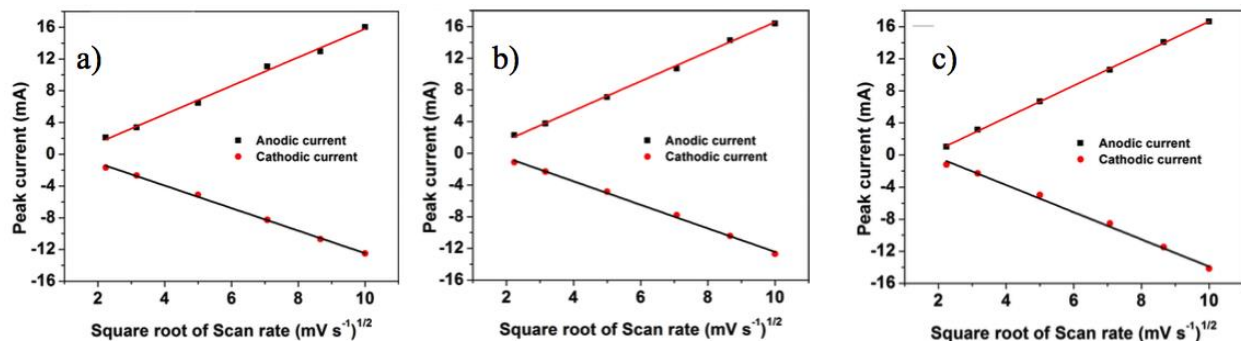 a)
Peak current (mA)
16
12
8
4
0
-4
-8
-12
-16
Anodic current
Cathodic current
2 4 6 8 10
Square root of Scan rate (mV s⁻¹)¹/²
b)
Peak current (mA)
16
12
8
4
0
-4
-8
-12
-16
Anodic current
Cathodic current
2 4 6 8 10
Square root of Scan rate (mV s⁻¹)¹/²
c)
Peak current (mA)
16
12
8
4
0
-4
-8
-12
-16
Anodic current
Cathodic current
2 4 6 8 10
Square root of Scan rate (mV s⁻¹)¹/²